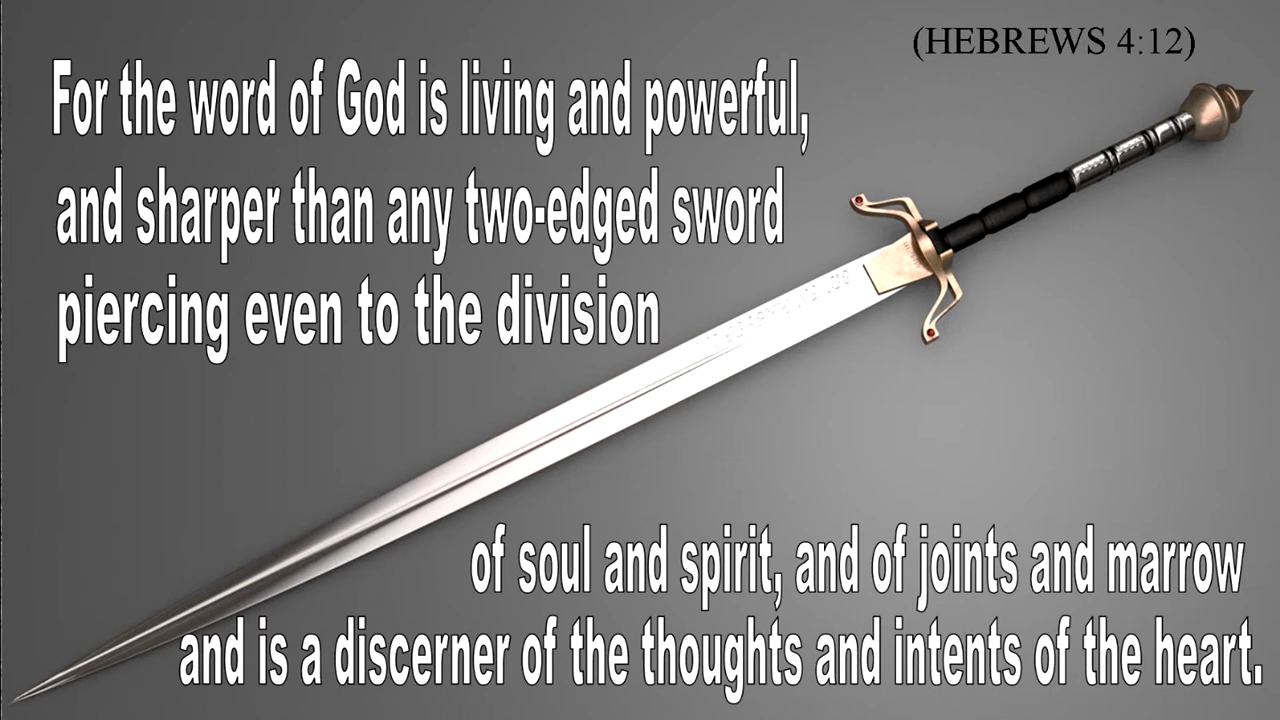 (HEBREWS 4:12)
For the word of God is living and powerful,
and sharper than any two-edged sword
piercing even to the division
of soul and spirit, and of joints and marrow
and is a discerner of the thoughts and intents of the heart.